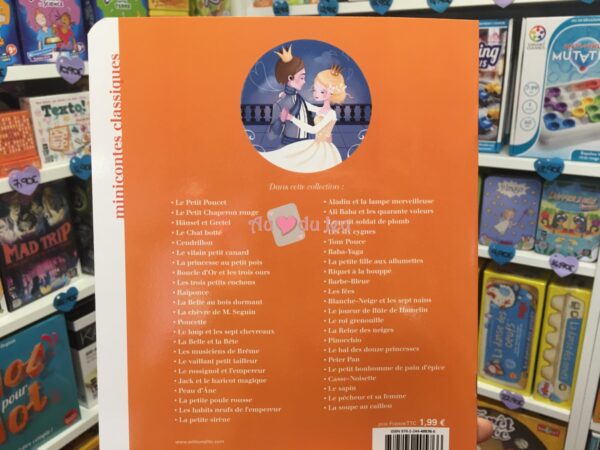 minicontes classiques
Dans cette collection :
• Le Petit Poucet
• Le Petit Chaperon rouge
• Hänsel et Gretel
• Le Chat botté
• Cendrillon
• Le vilain petit canard
• La princesse au petit pois
• Boucle d'Or et les trois ours
• Les trois petits cochons
• Raiponce
• La Belle au bois dormant
• La chèvre de M. Seguin
• Poucette
• Le loup et les sept chevreaux
• La Belle et la Bête
• Les musiciens de Brême
• Le vaillant petit tailleur
• Le rossignol et l'empereur
• Jack et le haricot magique
• Peau d'Âne
• La petite poule rousse
• Les habits neufs de l'empereur
• La petite sirène
• Aladin et la lampe merveilleuse
• Ali Baba et les quarante voleurs
petit soldat de plomb
cygnes
• Tom Pouce
• Baba-Yaga
• La petite fille aux allumettes
• Riquet à la houppe
• Barbe-Bleue
• Les fées
• Blanche-Neige et les sept nains
• Le joueur de flûte de Hamelin
• Le roi grenouille
• La Reine des neiges
• Pinocchio
• Le bal des douze princesses
• Peter Pan
• Le petit bonhomme de pain d'épice
• Casse-Noisette
• Le sapin
• Le pêcheur et sa femme
• La soupe au caillou
As du jeu
prix France TTC 1,99 €
Texto!
MAD TRIP
pour